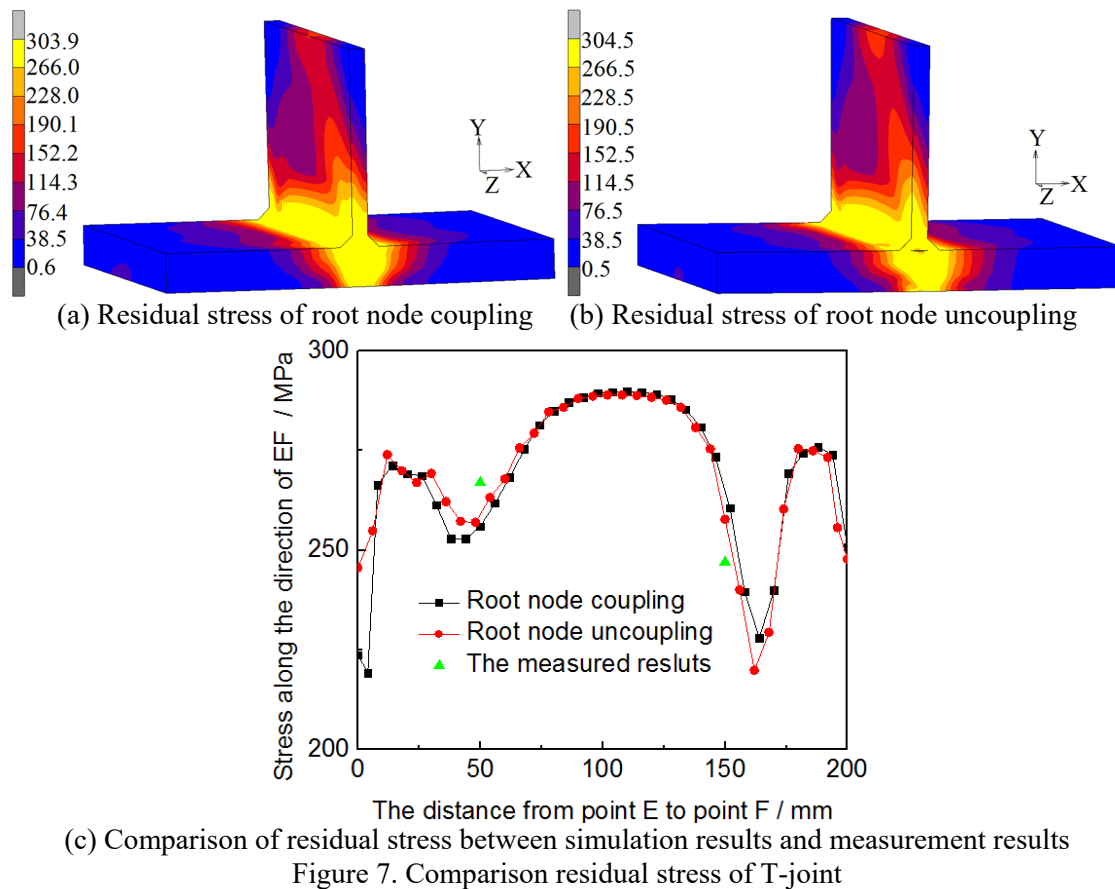 303.9
266.0
228.0
190.1
152.2
114.3
76.4
38.5
0.6
Y
X
Z
304.5
266.5
228.5
190.5
152.5
114.5
76.5
38.5
0.5
Y
X
Z
(a) Residual stress of root node coupling
(b) Residual stress of root node uncoupling
Stress along the direction of EF / MPa
300
250
200
Root node coupling
Root node uncoupling
The measured resluts
0 50 100 150 200
The distance from point E to point F / mm
(c) Comparison of residual stress between simulation results and measurement results
Figure 7. Comparison residual stress of T-joint